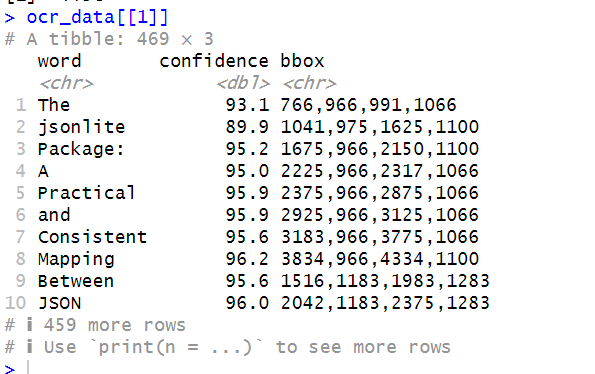 > ocr_data[[1]]
# A tibble: 469 × 3
   word       confidence bbox
   <chr>           <dbl> <chr>
 1 The              93.1 766,966,991,1066
 2 jsonlite         89.9 1041,975,1625,1100
 3 Package:         95.2 1675,966,2150,1100
 4 A                95.0 2225,966,2317,1066
 5 Practical        95.9 2375,966,2875,1066
 6 and              95.9 2925,966,3125,1066
 7 Consistent       95.6 3183,966,3775,1066
 8 Mapping          96.2 3834,966,4334,1100
 9 Between          95.6 1516,1183,1983,1283
10 JSON             96.0 2042,1183,2375,1283
# ℹ 459 more rows
# ℹ Use `print(n = ...)` to see more rows
>